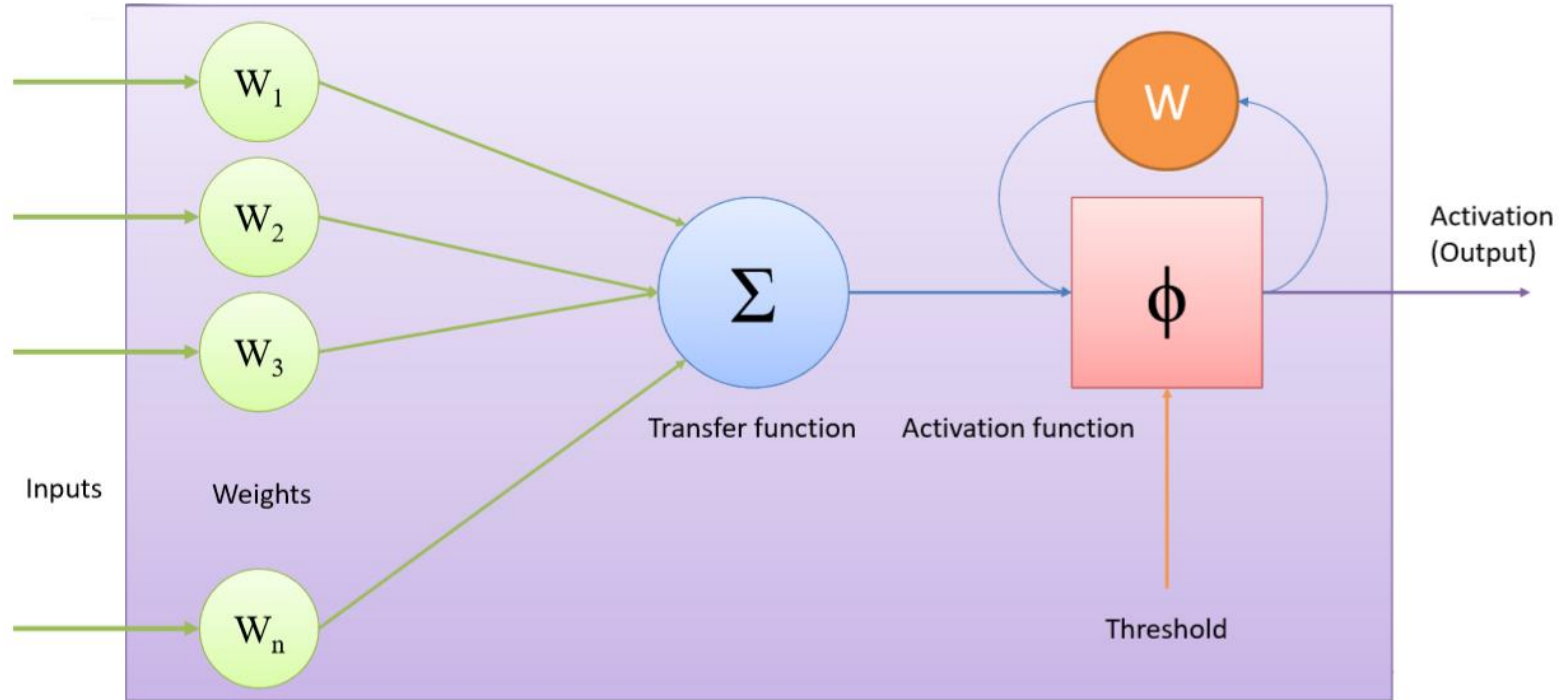 W₁
W₂
W₃
Wₙ
Inputs
Weights
Σ
Transfer function
W
ϕ
Activation function
Threshold
Activation
(Output)